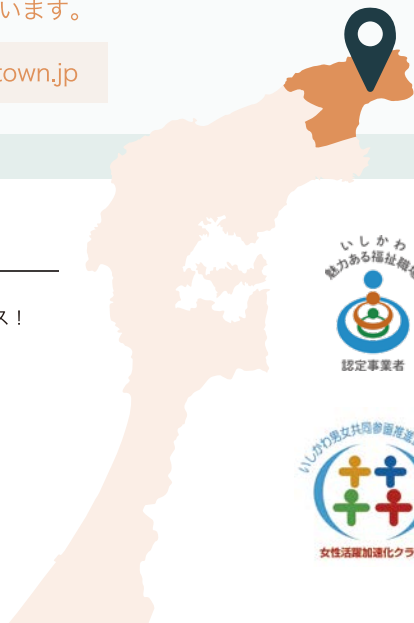 います。
town.jp
ス！
いしかわ
魅力ある福祉職場
認定事業者
いしかわ男女共同参画推進
女性活躍加速化クラ